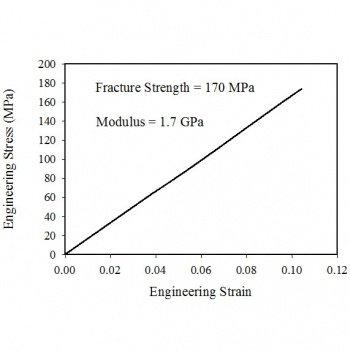 Engineering Stress (MPa)
200
180
160
140
120
100
80
60
40
20
0
Fracture Strength = 170 MPa
Modulus = 1.7 GPa
0.00 0.02 0.04 0.06 0.08 0.10 0.12
Engineering Strain